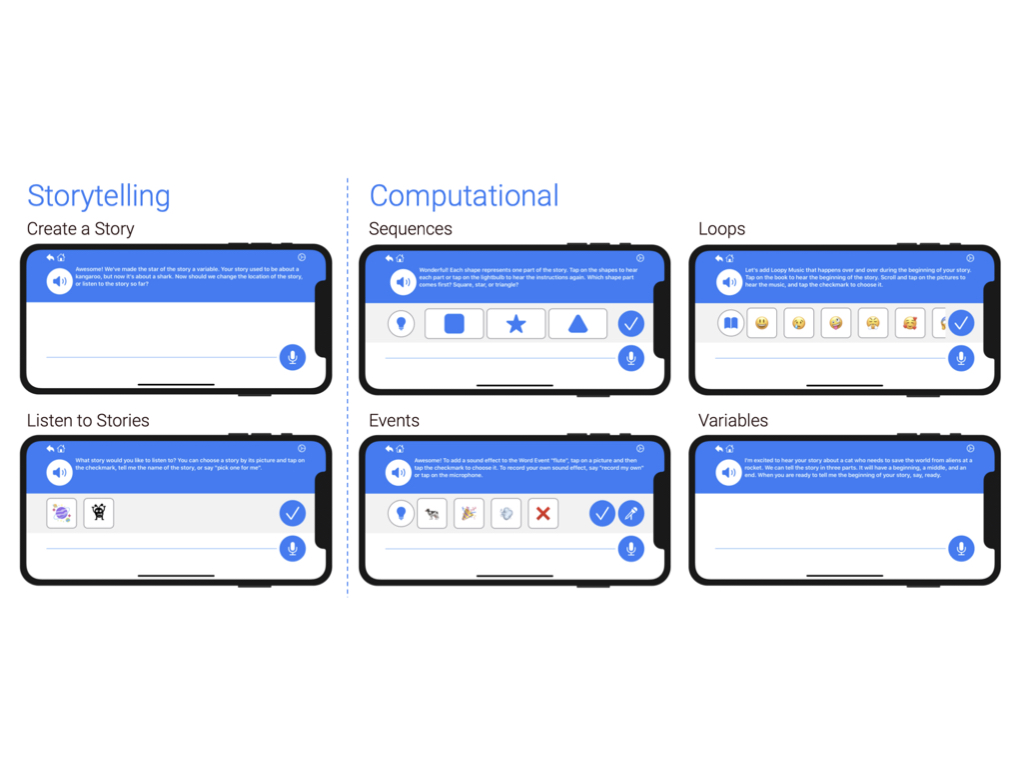 Storytelling
Create a Story
Awesome! We've made the star of the story a variable. Your story used to be about a
kangaroo, but now it's about a shark. Now should we change the location of the story,
or listen to the story so far?
Listen to Stories
What story would you like to listen to? You can choose a story by its picture and tap on
the checkmark, tell me the name of the story, or say "pick one for me".
Computational
Sequences
Wonderful! Each shape represents one part of the story. Tap on the shapes to hear
each part or tap on the lightbulb to hear the instructions again. Which shape part
comes first? Square, star, or triangle?
Loops
Let's add Loopy Music that happens over and over during the beginning of your story.
Tap on the book to hear the beginning of the story. Scroll and tap on the pictures to
hear the music, and tap the checkmark to choose it.
Events
Awesome! To add a sound effect to the Word Event "flute", tap on a picture and then
tap the checkmark to choose it. To record your own sound effect, say "record my own"
or tap on the microphone.
Variables
I'm excited to hear your story about a cat who needs to save the world from aliens at a
rocket. We can tell the story in three parts. It will have a beginning, a middle, and an
end. When you are ready to tell me the beginning of your story, say, ready.